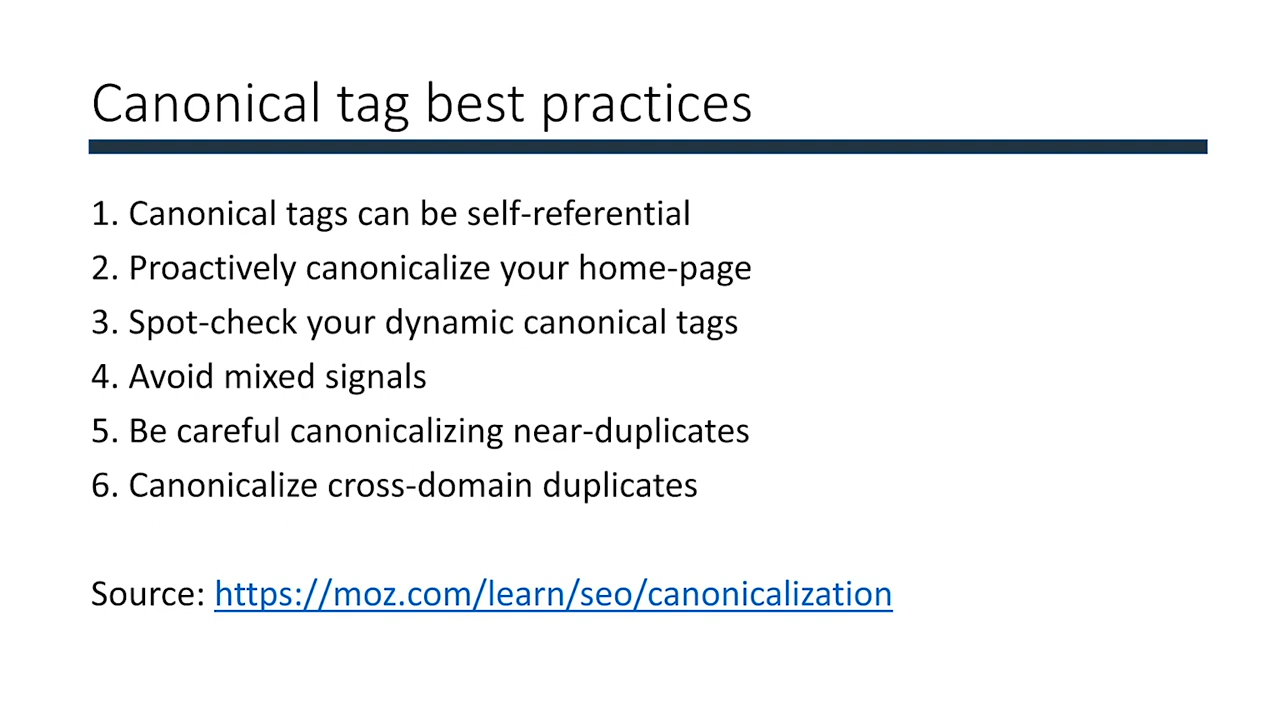 Canonical tag best practices
1. Canonical tags can be self-referential
2. Proactively canonicalize your home-page
3. Spot-check your dynamic canonical tags
4. Avoid mixed signals
5. Be careful canonicalizing near-duplicates
6. Canonicalize cross-domain duplicates
Source: https://moz.com/learn/seo/canonicalization